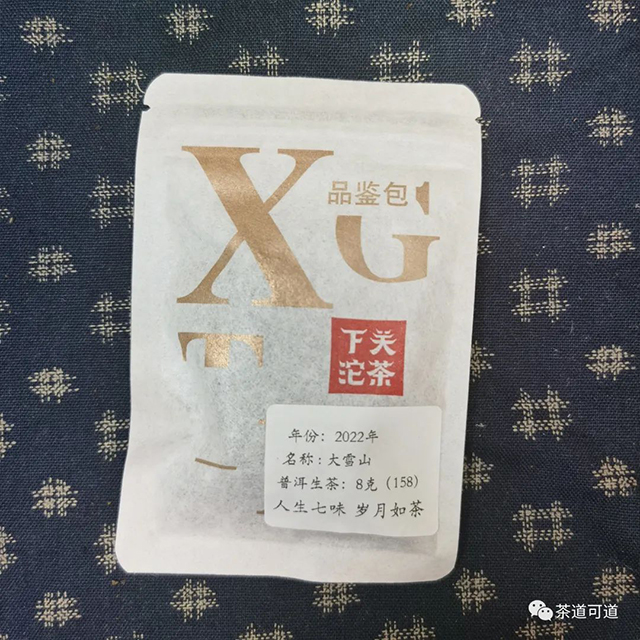 XG
品鉴包
下关
沱茶
年份：2022年
名称：大雪山
普洱生茶：8克（158）
人生七味 岁月如茶
茶道可道